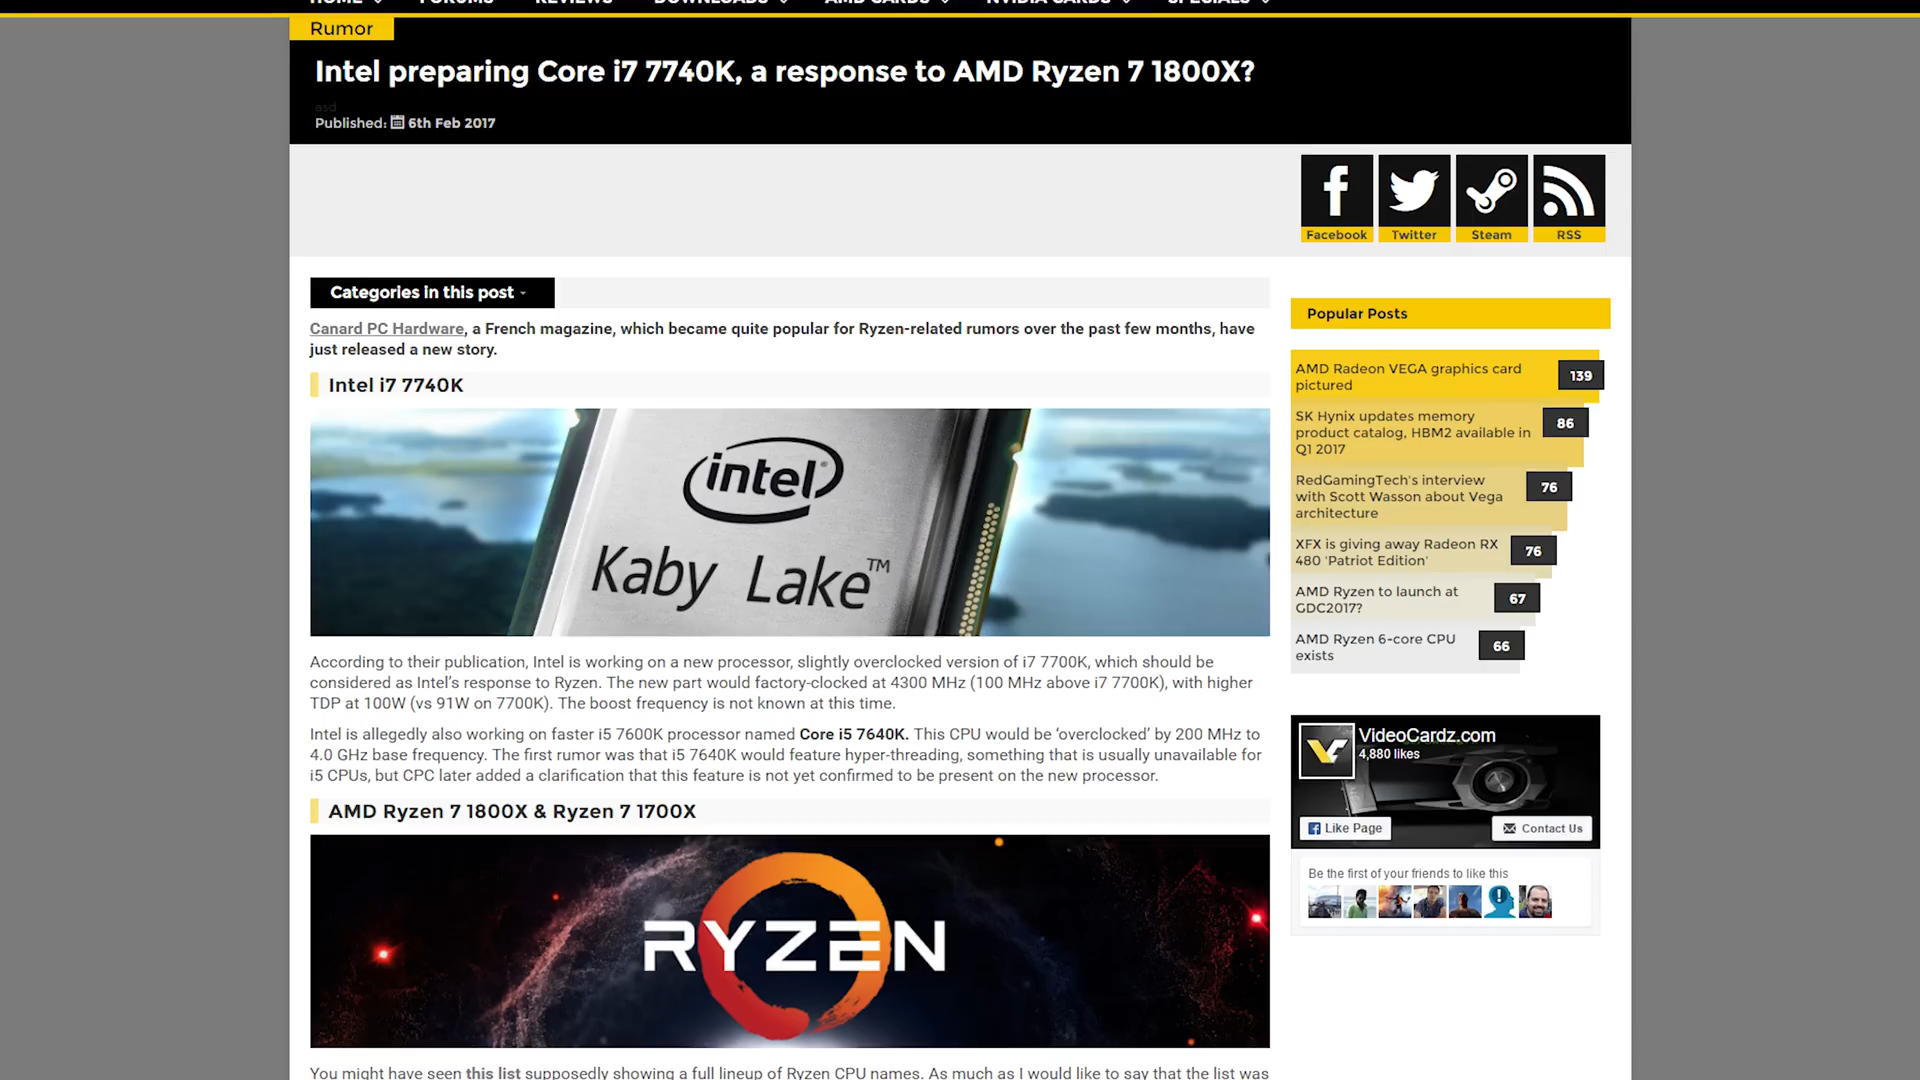 HOME FORUMS REVIEWS DOWNLOADS AMD CARDS NVIDIA CARDS SPECIALS
Rumor
Intel preparing Core i7 7740K, a response to AMD Ryzen 7 1800X?
asd
Published: 6th Feb 2017
Facebook Twitter Steam RSS
Categories in this post -
Canard PC Hardware, a French magazine, which became quite popular for Ryzen-related rumors over the past few months, have
just released a new story.
Intel i7 7740K
intel®
Kaby Lake™
According to their publication, Intel is working on a new processor, slightly overclocked version of i7 7700K, which should be
considered as Intel's response to Ryzen. The new part would factory-clocked at 4300 MHz (100 MHz above i7 7700K), with higher
TDP at 100W (vs 91W on 7700K). The boost frequency is not known at this time.
Intel is allegedly also working on faster i5 7600K processor named Core i5 7640K. This CPU would be ‘overclocked’ by 200 MHz to
4.0 GHz base frequency. The first rumor was that i5 7640K would feature hyper-threading, something that is usually unavailable for
i5 CPUs, but CPC later added a clarification that this feature is not yet confirmed to be present on the new processor.
AMD Ryzen 7 1800X & Ryzen 7 1700X
RYZEN
You might have seen this list supposedly showing a full lineup of Ryzen CPU names. As much as I would like to say that the list was
Popular Posts
AMD Radeon VEGA graphics card
pictured
139
SK Hynix updates memory
product catalog, HBM2 available in
Q1 2017
86
RedGamingTech's interview
with Scott Wasson about Vega
architecture
76
XFX is giving away Radeon RX
480 'Patriot Edition'
76
AMD Ryzen to launch at
GDC2017?
67
AMD Ryzen 6-core CPU
exists
66
VideoCardz.com
4,880 likes
Like Page
Contact Us
Be the first of your friends to like this